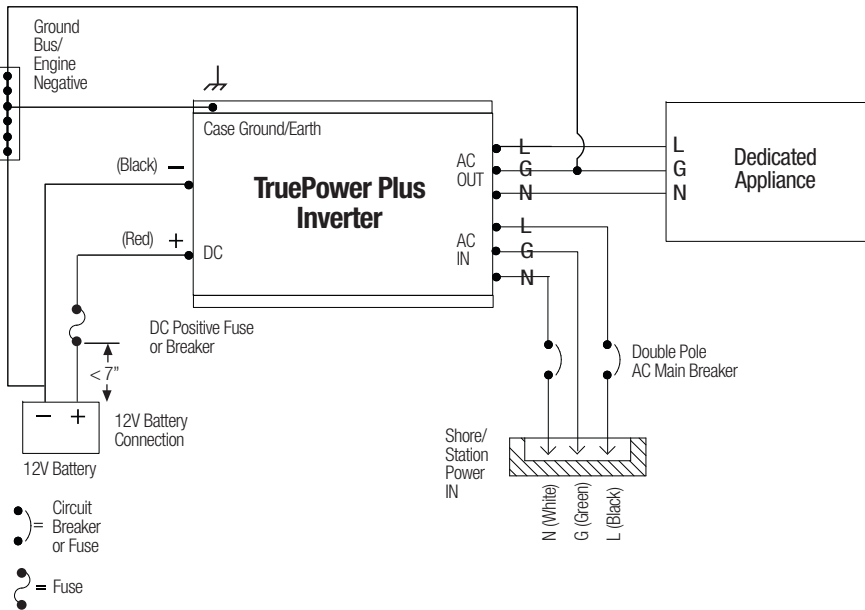 Ground
Bus/
Engine
Negative
Case Ground/Earth
(Black) −
TruePower Plus
Inverter
AC
OUT
L
G
N
L
G
N
Dedicated
Appliance
(Red) +
DC
AC
IN
L
G
N
DC Positive Fuse
or Breaker
< 7"
Double Pole
AC Main Breaker
− +
12V Battery
Connection
12V Battery
Shore/
Station
Power
IN
N (White)
G (Green)
L (Black)
= Circuit
Breaker
or Fuse
= Fuse